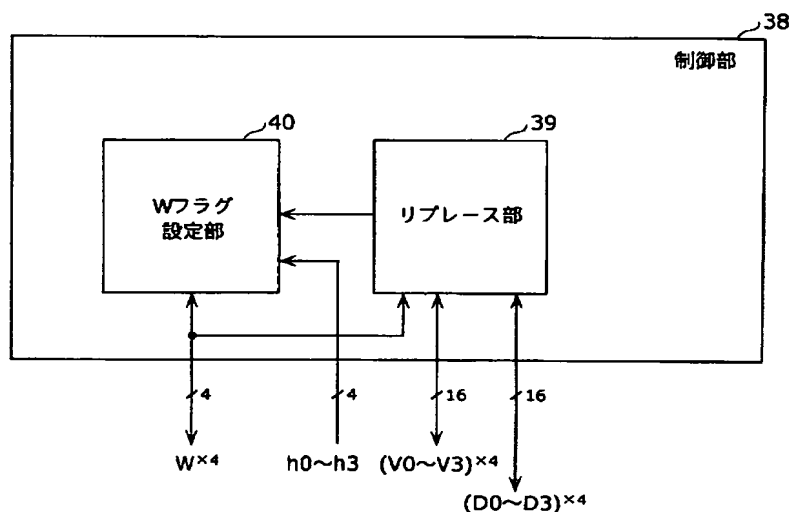 38
制御部
40
39
Wフラグ
設定部
リプレース部
4
4
16
16
W×4
h0～h3
(V0～V3)×4
(D0～D3)×4